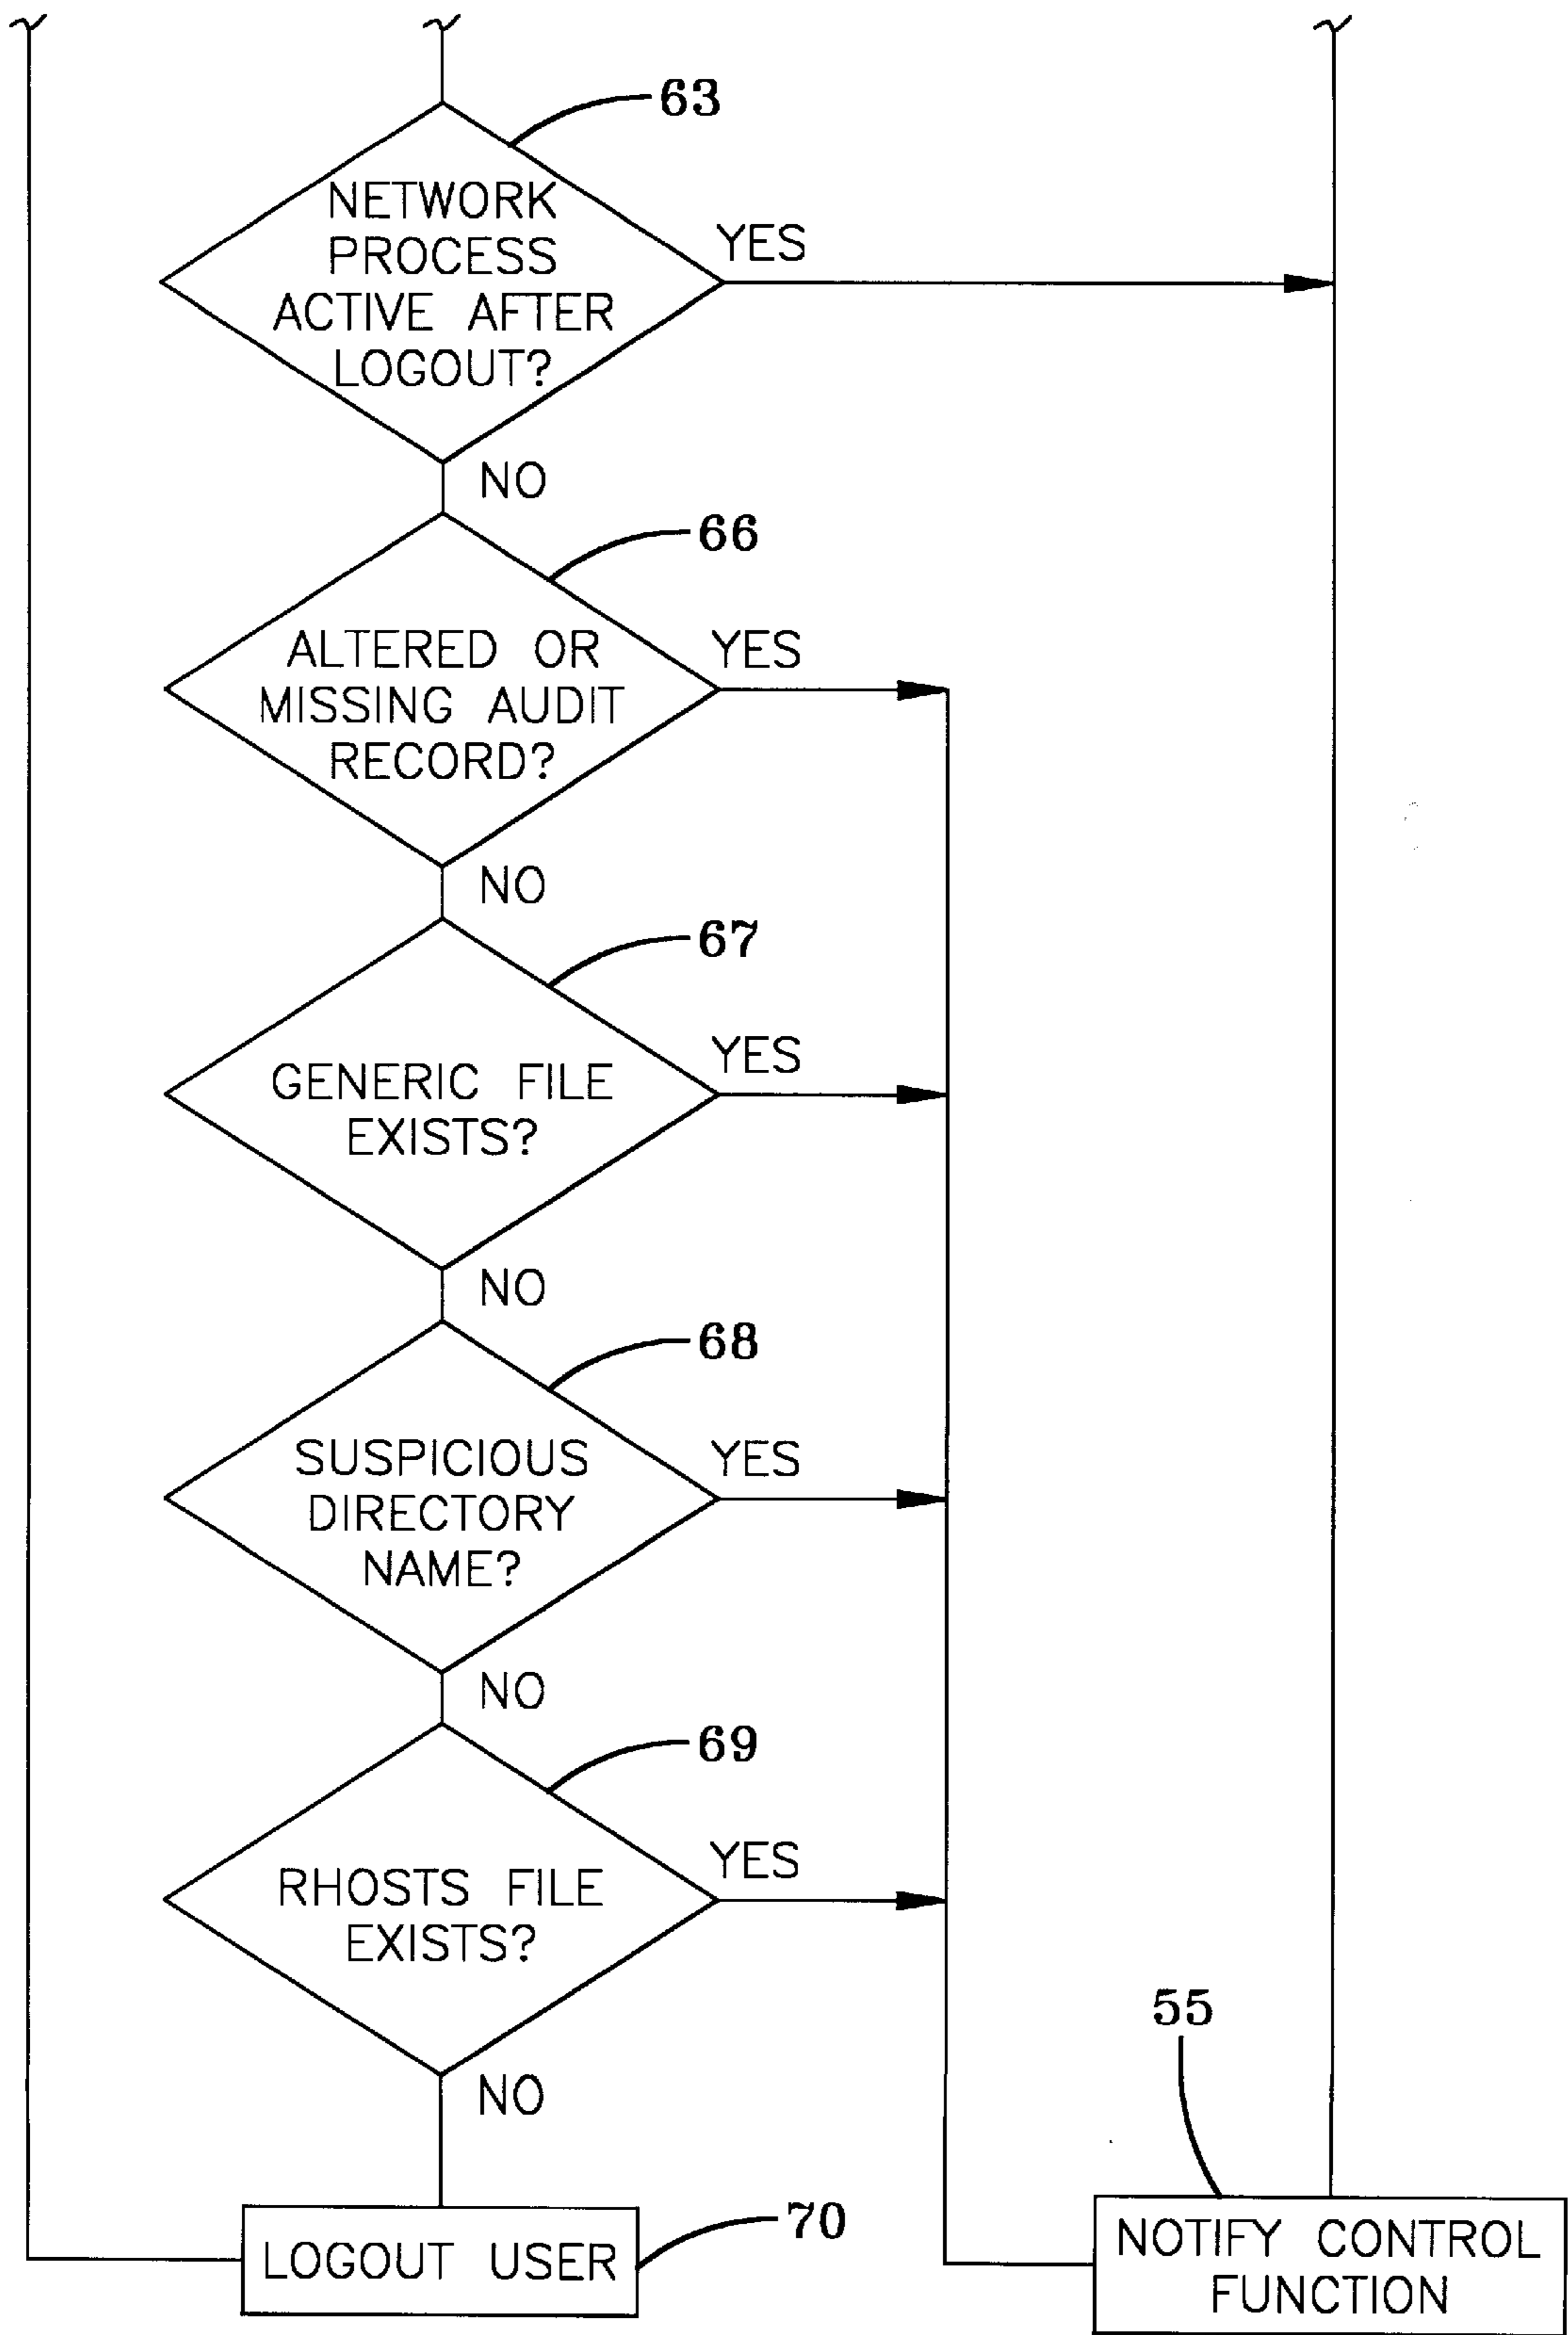 63
NETWORK
PROCESS
ACTIVE AFTER
LOGOUT?
YES
NO
66
ALTERED OR
MISSING AUDIT
RECORD?
YES
NO
67
GENERIC FILE
EXISTS?
YES
NO
68
SUSPICIOUS
DIRECTORY
NAME?
YES
NO
69
RHOSTS FILE
EXISTS?
YES
NO
55
LOGOUT USER
70
NOTIFY CONTROL
FUNCTION